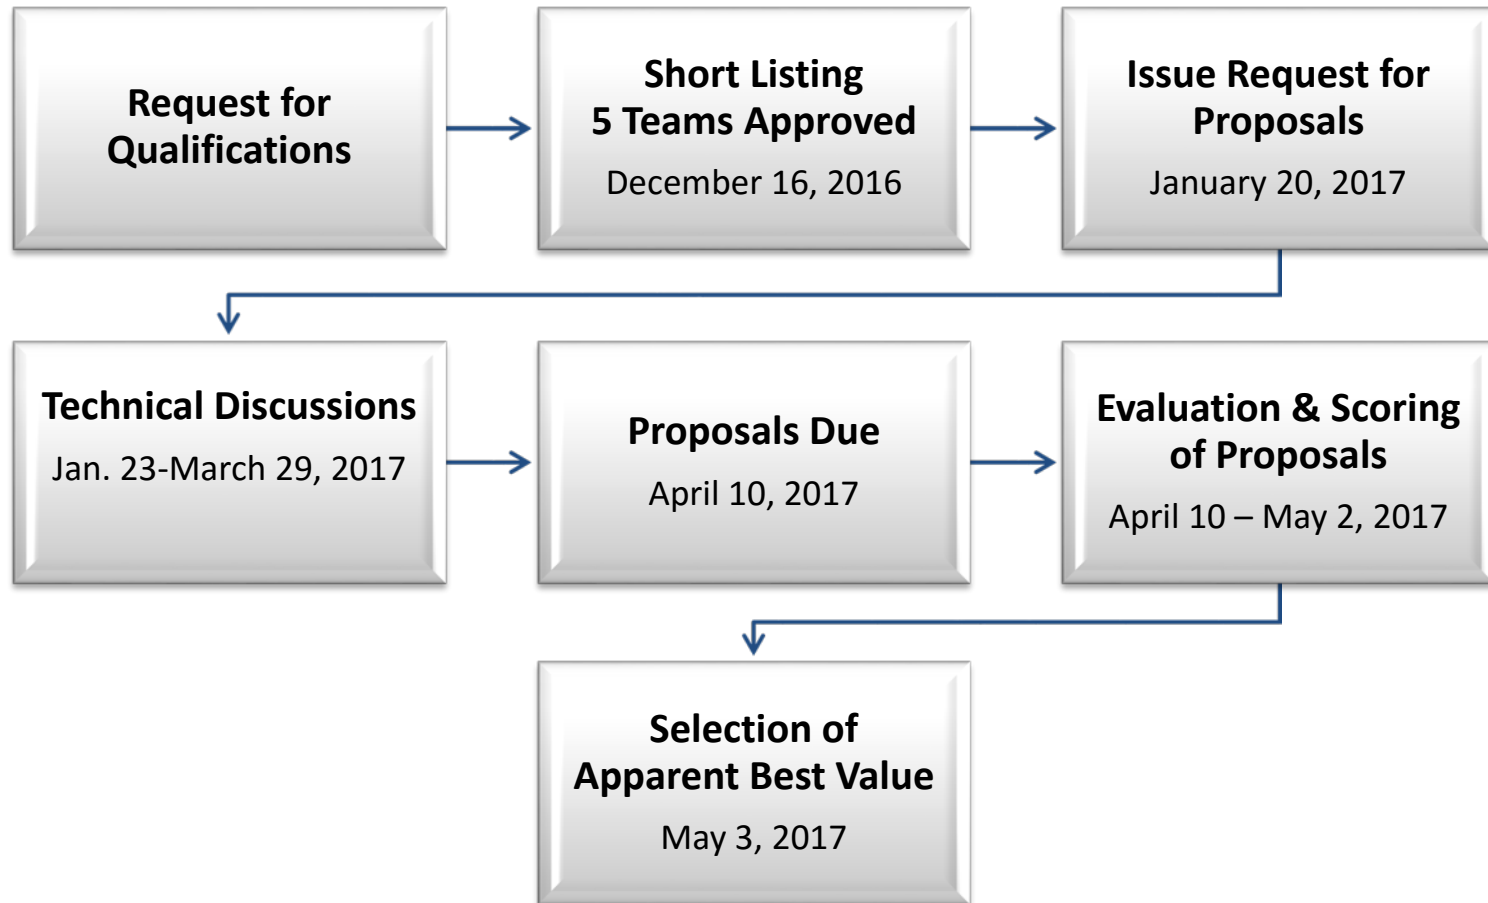 Request for
Qualifications
Short Listing
5 Teams Approved
December 16, 2016
Issue Request for
Proposals
January 20, 2017
Technical Discussions
Jan. 23-March 29, 2017
Proposals Due
April 10, 2017
Evaluation & Scoring
of Proposals
April 10 – May 2, 2017
Selection of
Apparent Best Value
May 3, 2017